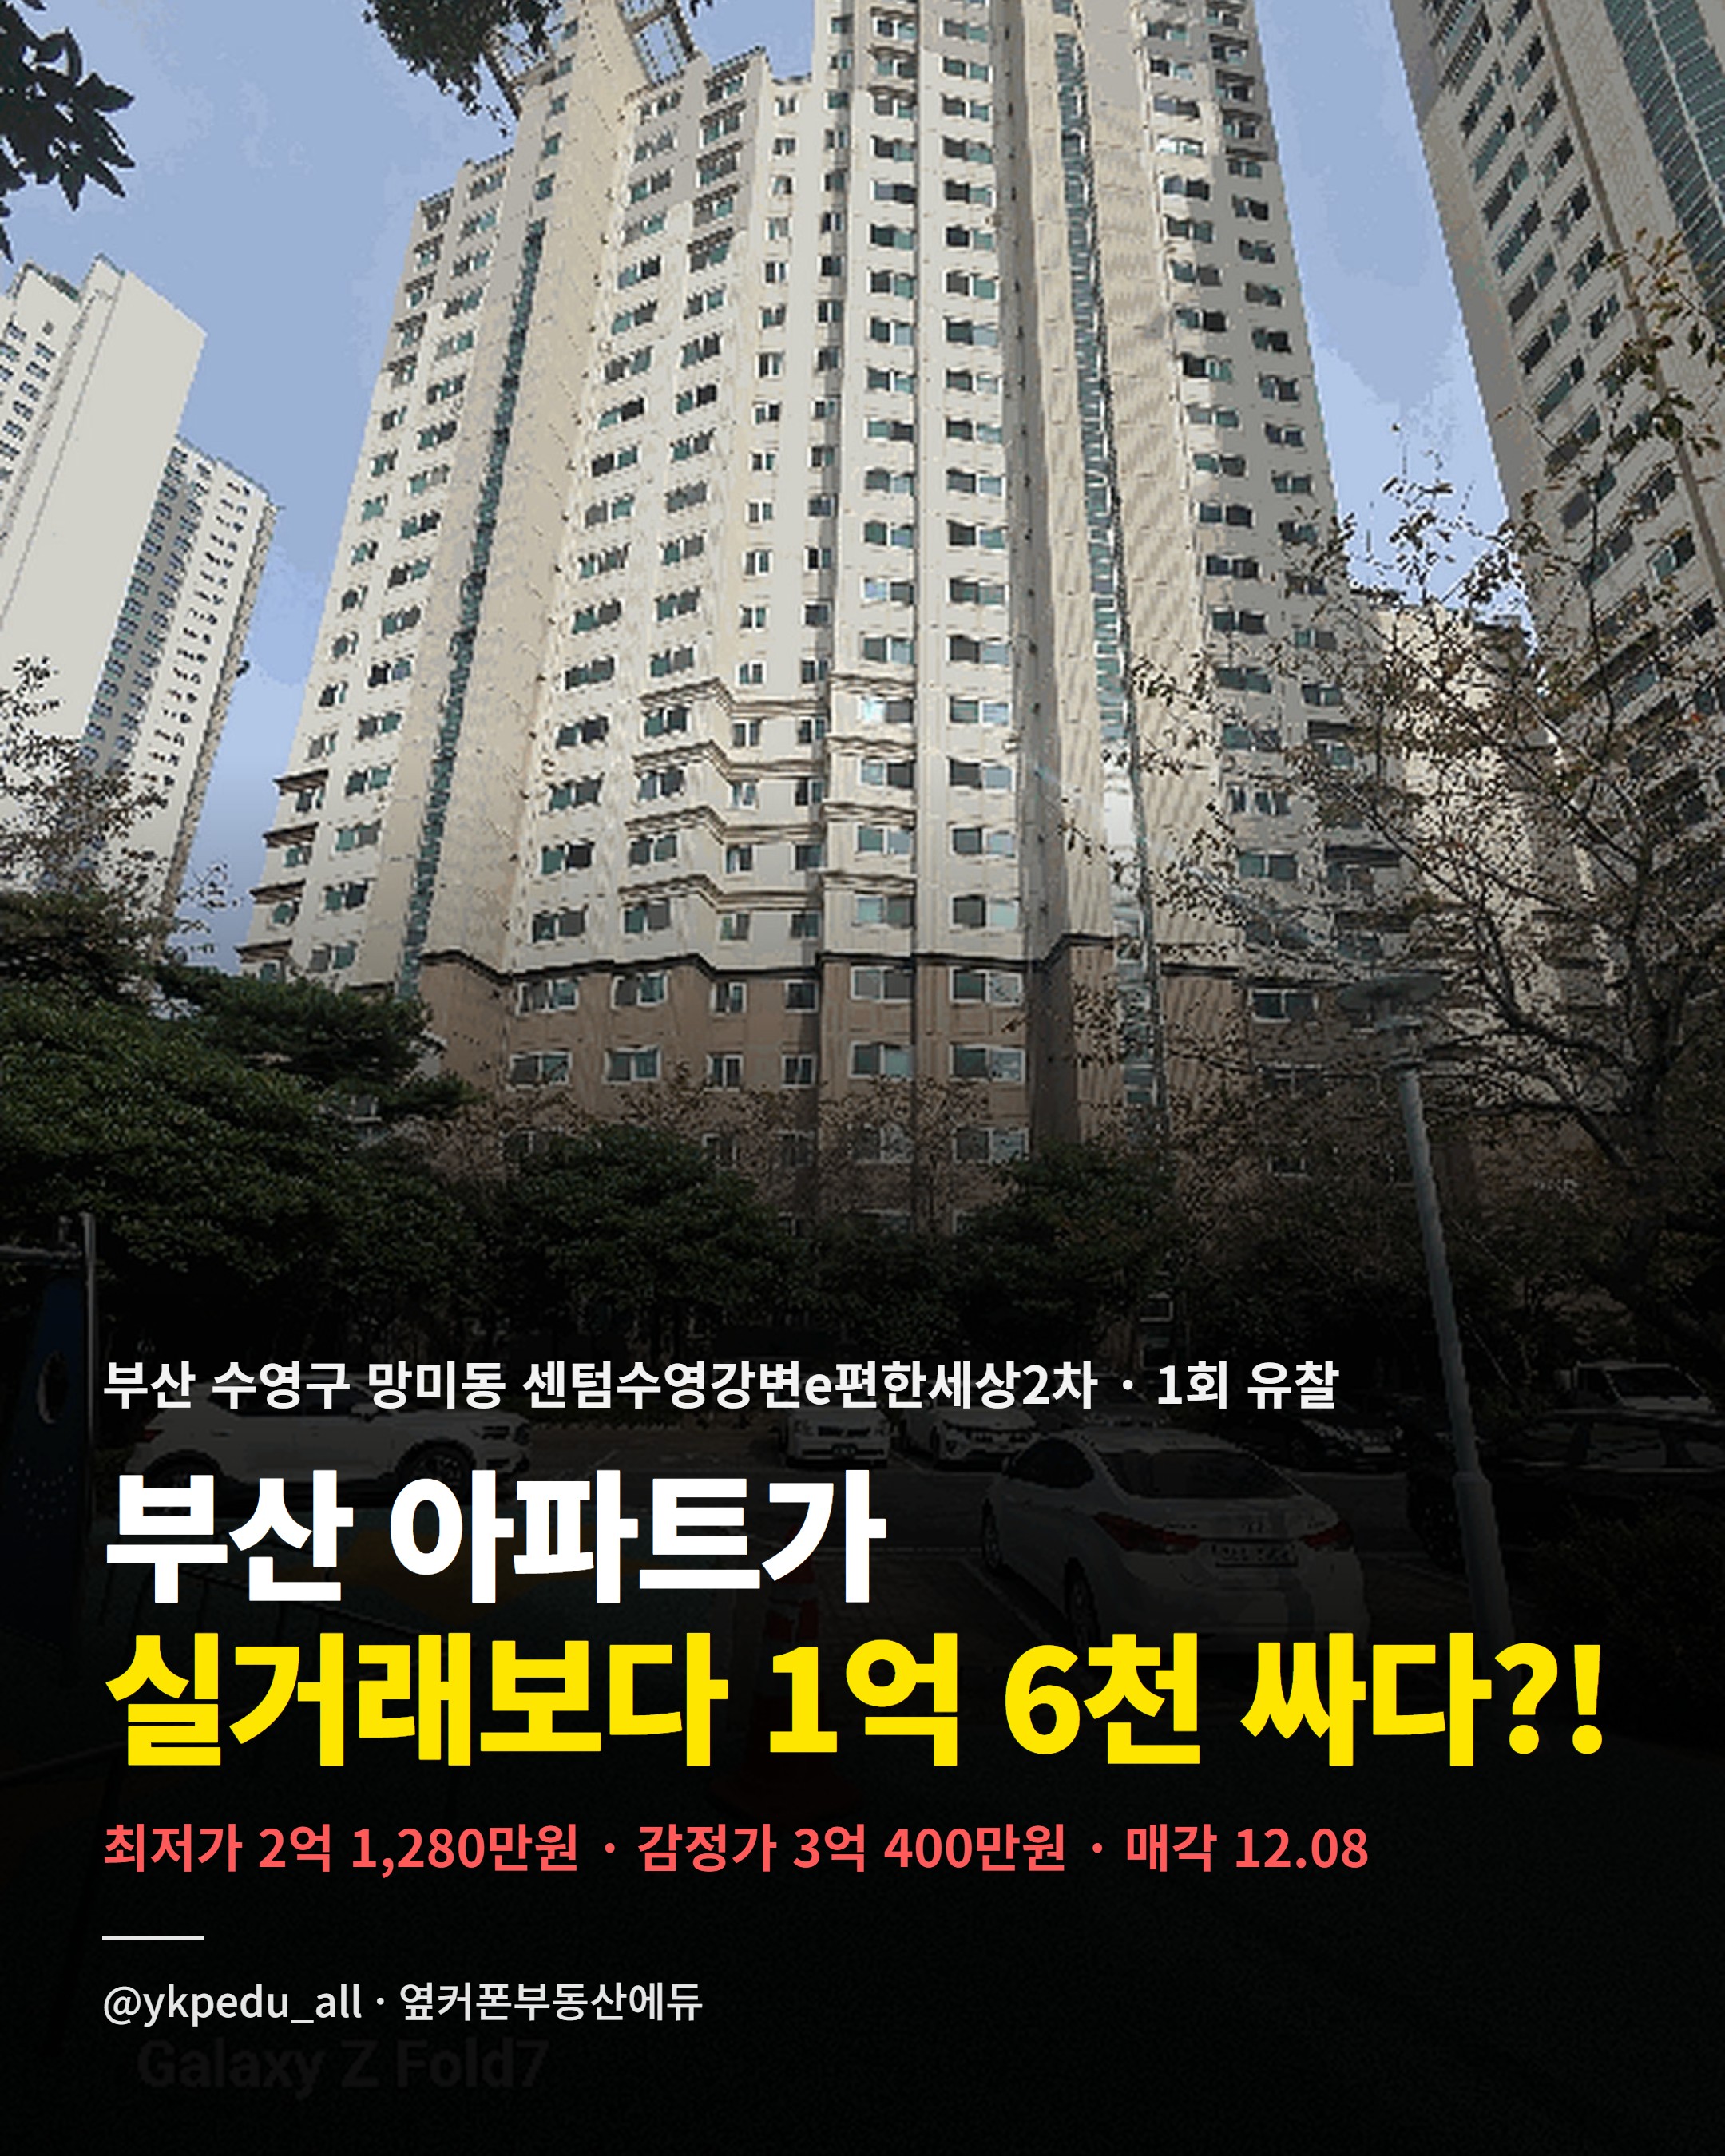 부산 수영구 망미동 센텀수영강변e편한세상2차 · 1회 유찰
부산 아파트가
실거래보다 1억 6천 싸다?!
최저가 2억 1,280만원 · 감정가 3억 400만원 · 매각 12.08
@ykpedu_all · 옆커폰부동산에듀
Galaxy Z Fold7